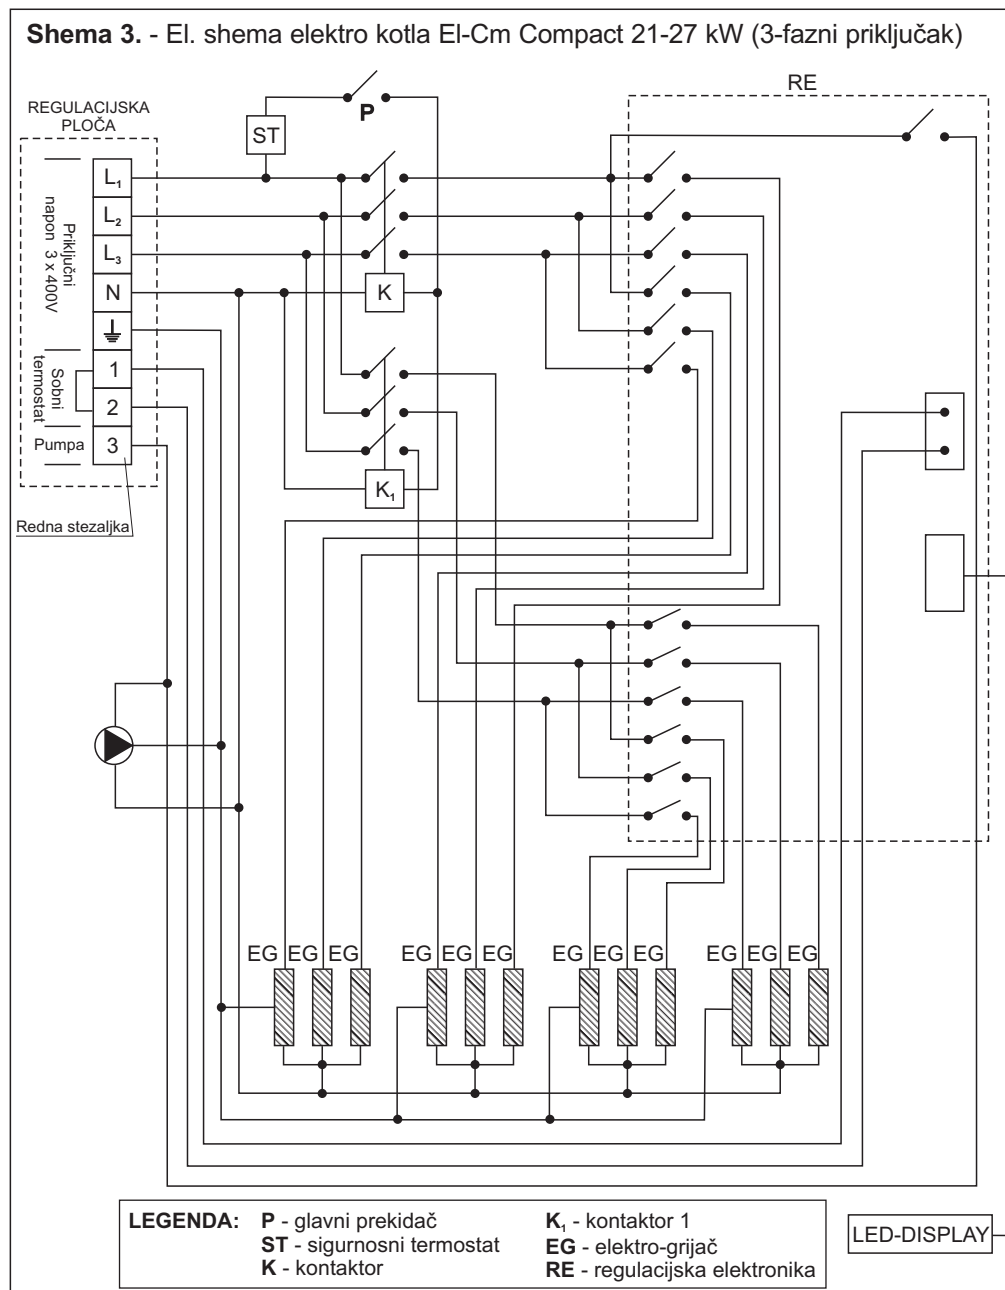 Shema 3. - El. shema elektro kotla El-Cm Compact 21-27 kW (3-fazni priključak)
RE
REGULACIJSKA
PLOČA
P
ST
L₁
L₂
L₃
N
Priključni
napon 3 x 400V
K
1
2
Sobni
termostat
Pumpa
3
K₁
Redna stezaljka
EG EG EG EG EG EG EG EG EG EG EG EG
LEGENDA:
P - glavni prekidač
ST - sigurnosni termostat
K - kontaktor
K₁ - kontaktor 1
EG - elektro-grijač
RE - regulacijska elektronika
LED-DISPLAY